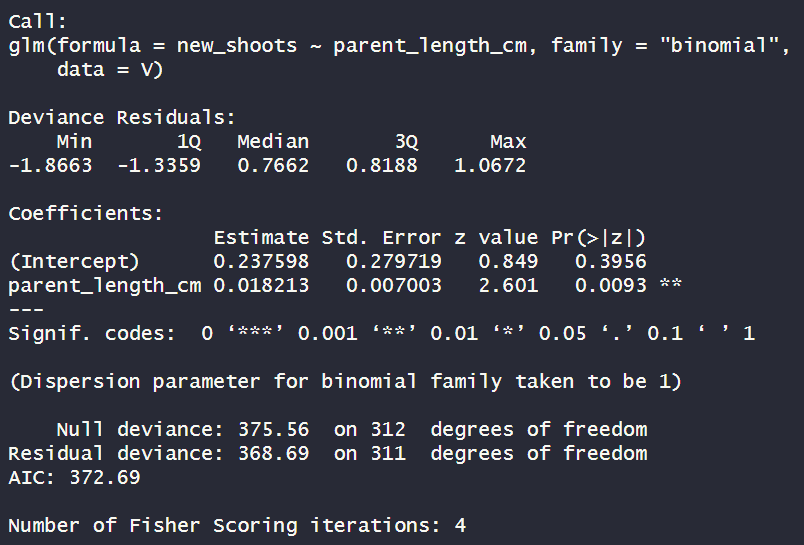 Call:
glm(formula = new_shoots ~ parent_length_cm, family = "binomial",
    data = V)

Deviance Residuals:
    Min       1Q   Median       3Q      Max
-1.8663  -1.3359   0.7662   0.8188   1.0672

Coefficients:
                 Estimate Std. Error z value Pr(>|z|)
(Intercept)      0.237598   0.279719   0.849   0.3956
parent_length_cm 0.018213   0.007003   2.601   0.0093 **
---
Signif. codes:  0 ‘***’ 0.001 ‘**’ 0.01 ‘*’ 0.05 ‘.’ 0.1 ‘ ’ 1

(Dispersion parameter for binomial family taken to be 1)

    Null deviance: 375.56  on 312  degrees of freedom
Residual deviance: 368.69  on 311  degrees of freedom
AIC: 372.69

Number of Fisher Scoring iterations: 4